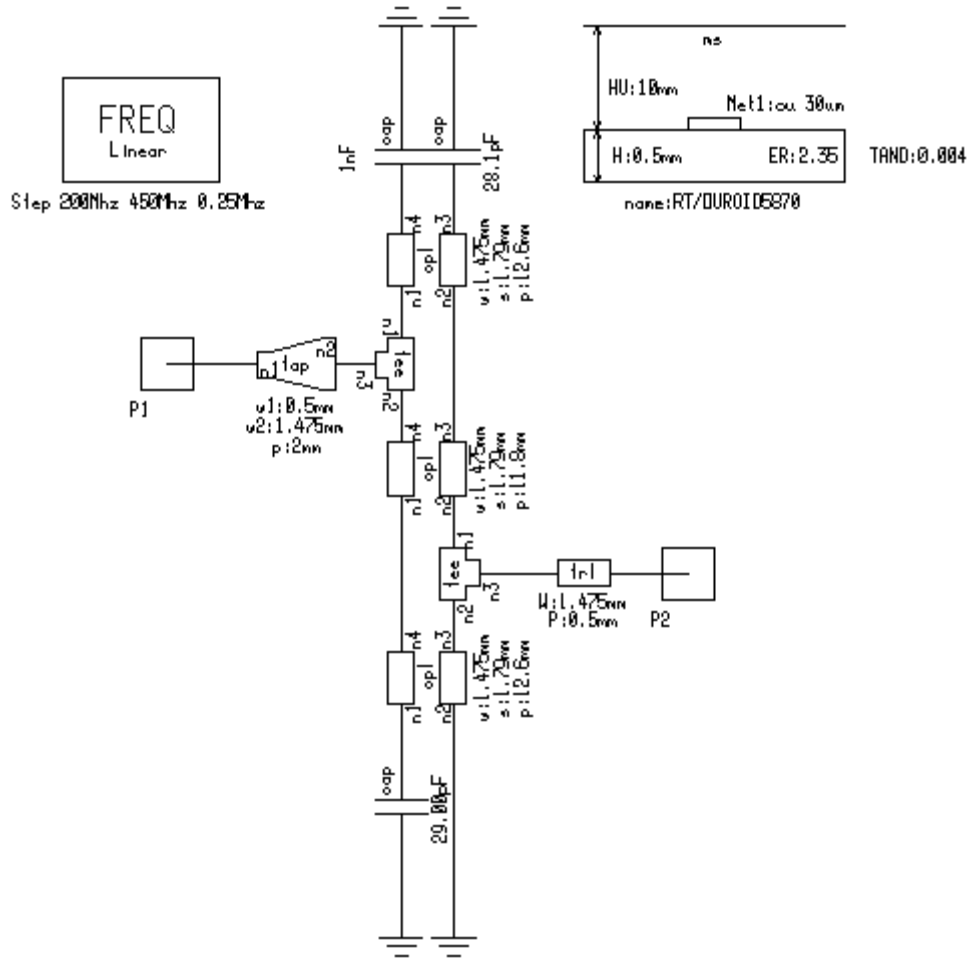 ms
HU:10mm
Net1:cu 30um
H:0.5mm
ER:2.35
TAND:0.004
name:RT/DUROID5870
FREQ
Linear
Step 200Mhz 450Mhz 0.25Mhz
cap
1nF
cap
28.1pF
n4
n3
cpl
n1
n2
w:1.475mm
s:1.79mm
p:12.6mm
P1
n1
tap
n2
w1:0.5mm
w2:1.475mm
p:2mm
n1
tee
n3
n2
n4
n3
cpl
n1
n2
w:1.475mm
s:1.79mm
p:11.8mm
n1
tee
n3
n2
trl
W:1.475mm
P:0.5mm
P2
n4
n3
cpl
n1
n2
w:1.475mm
s:1.79mm
p:12.6mm
cap
29.00pF